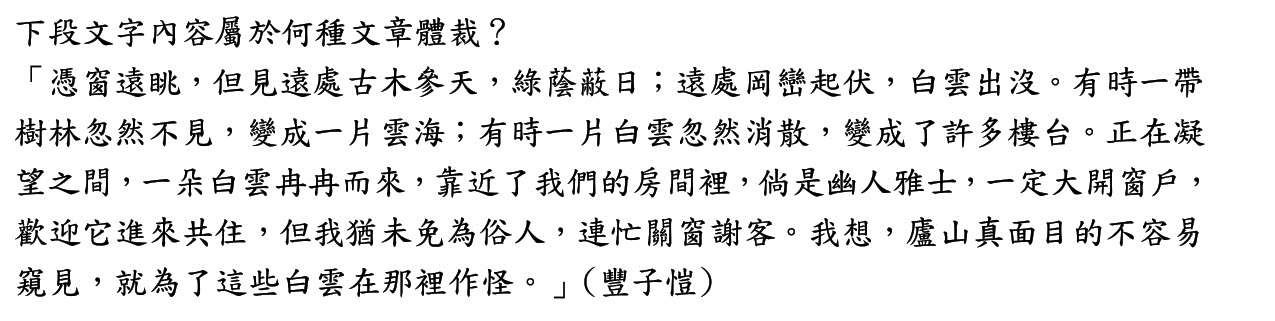 下段文字內容屬於何種文章體裁？
「憑窗遠眺，但見遠處古木參天，綠蔭蔽日；遠處岡巒起伏，白雲出沒。有時一帶
樹林忽然不見，變成一片雲海；有時一片白雲忽然消散，變成了許多樓台。正在凝
望之間，一朵白雲冉冉而來，靠近了我們的房間裡，倘是幽人雅士，一定大開窗戶，
歡迎它進來共住，但我猶未免為俗人，連忙關窗謝客。我想，廬山真面目的不容易
窺見，就為了這些白雲在那裡作怪。」（豐子愷）